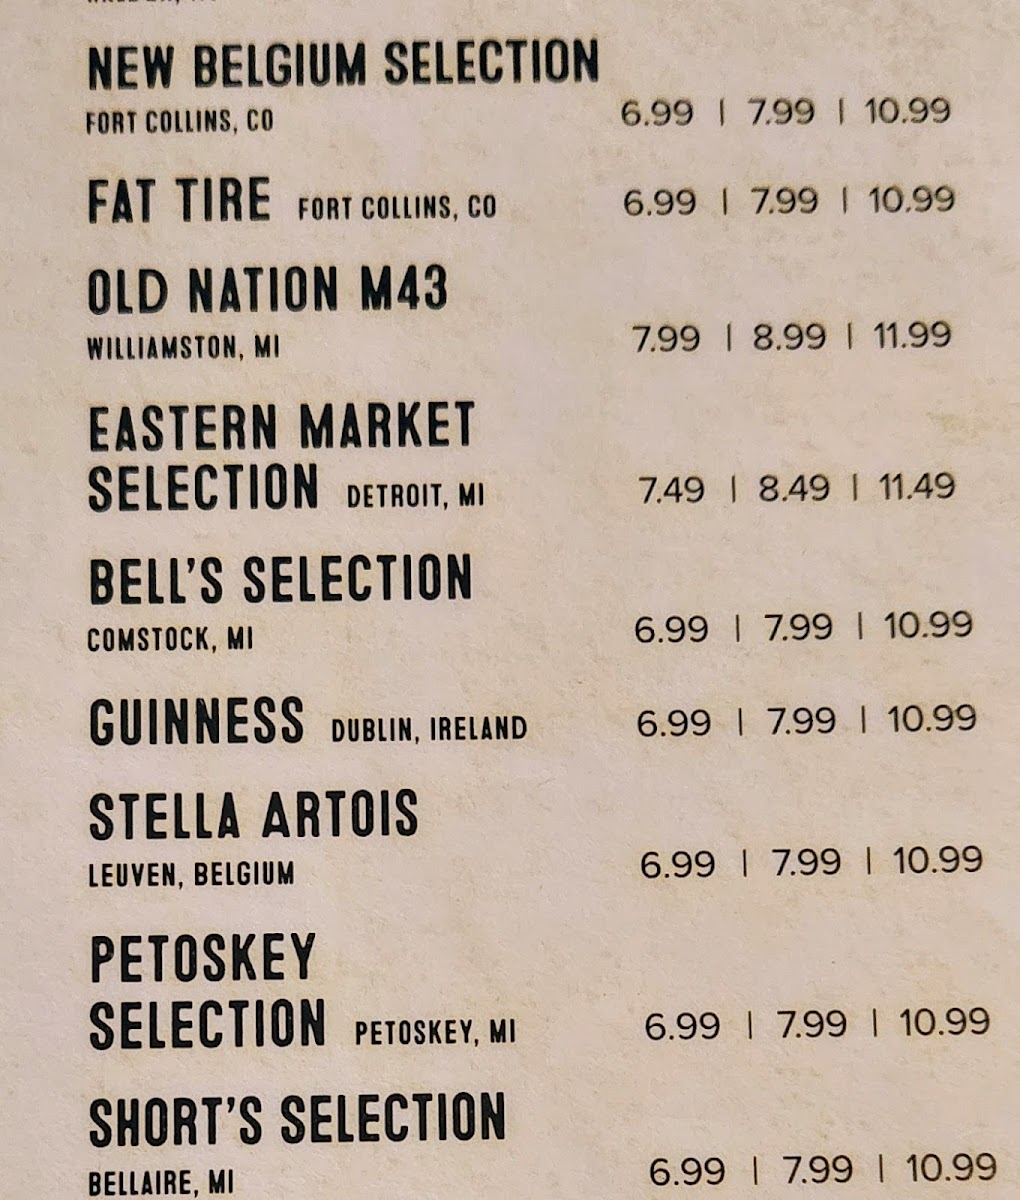 NEW BELGIUM SELECTION
FORT COLLINS, CO 6.99 | 7.99 | 10.99
FAT TIRE FORT COLLINS, CO 6.99 | 7.99 | 10.99
OLD NATION M43
WILLIAMSTON, MI 7.99 | 8.99 | 11.99
EASTERN MARKET
SELECTION DETROIT, MI 7.49 | 8.49 | 11.49
BELL'S SELECTION
COMSTOCK, MI 6.99 | 7.99 | 10.99
GUINNESS DUBLIN, IRELAND 6.99 | 7.99 | 10.99
STELLA ARTOIS
LEUVEN, BELGIUM 6.99 | 7.99 | 10.99
PETOSKEY
SELECTION PETOSKEY, MI 6.99 | 7.99 | 10.99
SHORT'S SELECTION
BELLAIRE, MI 6.99 | 7.99 | 10.99